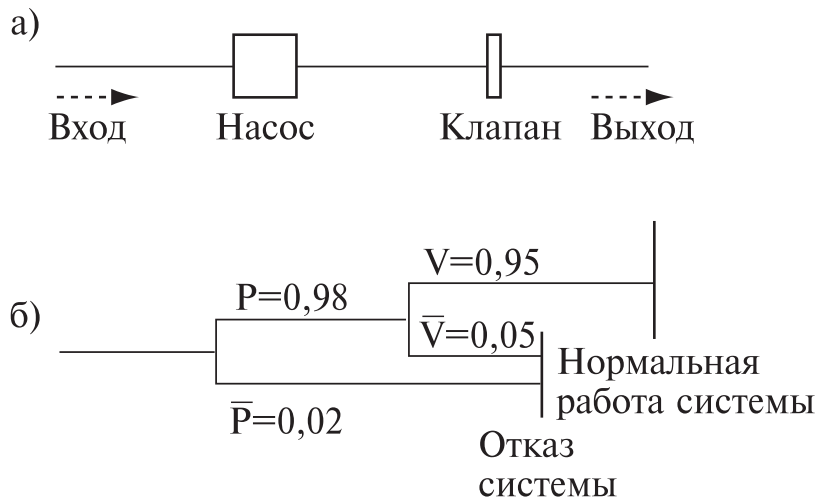 а)
Вход Насос Клапан Выход
б)
P=0,98
V=0,95
V̅=0,05
P̅=0,02
Нормальная
работа системы
Отказ
системы